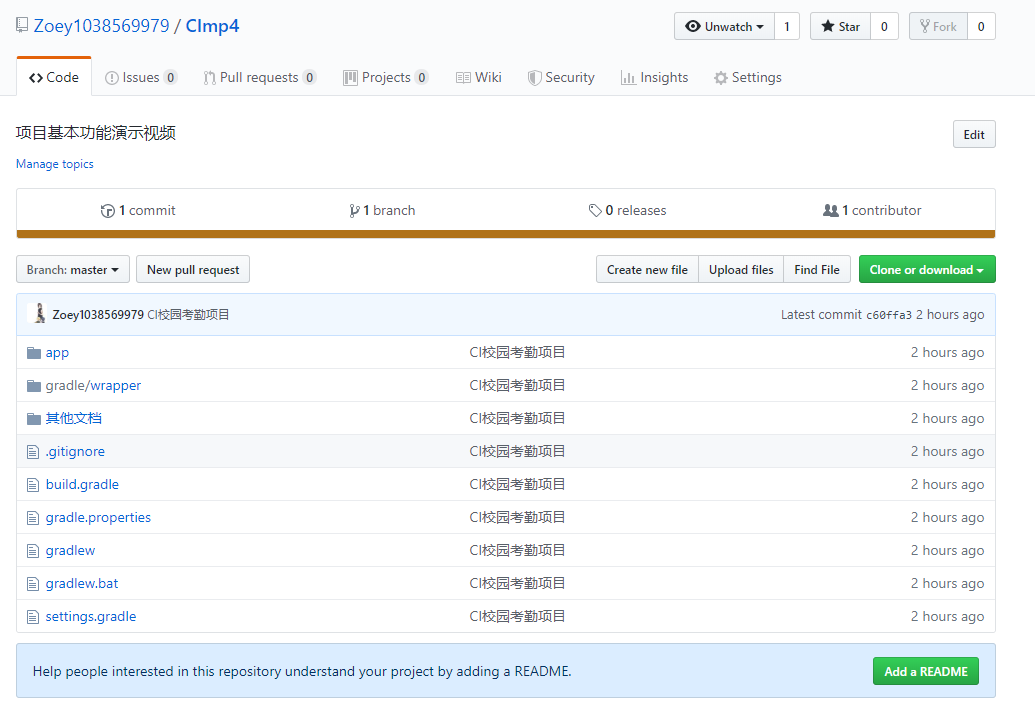 Zoey1038569979 / CImp4
Unwatch 1 Star 0 Fork 0
Code Issues 0 Pull requests 0 Projects 0 Wiki Security Insights Settings
项目基本功能演示视频
Edit
Manage topics
1 commit 1 branch 0 releases 1 contributor
Branch: master New pull request Create new file Upload files Find File Clone or download
Zoey1038569979 CI校园考勤项目 Latest commit c60ffa3 2 hours ago
app CI校园考勤项目 2 hours ago
gradle/wrapper CI校园考勤项目 2 hours ago
其他文档 CI校园考勤项目 2 hours ago
.gitignore CI校园考勤项目 2 hours ago
build.gradle CI校园考勤项目 2 hours ago
gradle.properties CI校园考勤项目 2 hours ago
gradlew CI校园考勤项目 2 hours ago
gradlew.bat CI校园考勤项目 2 hours ago
settings.gradle CI校园考勤项目 2 hours ago
Help people interested in this repository understand your project by adding a README. Add a README